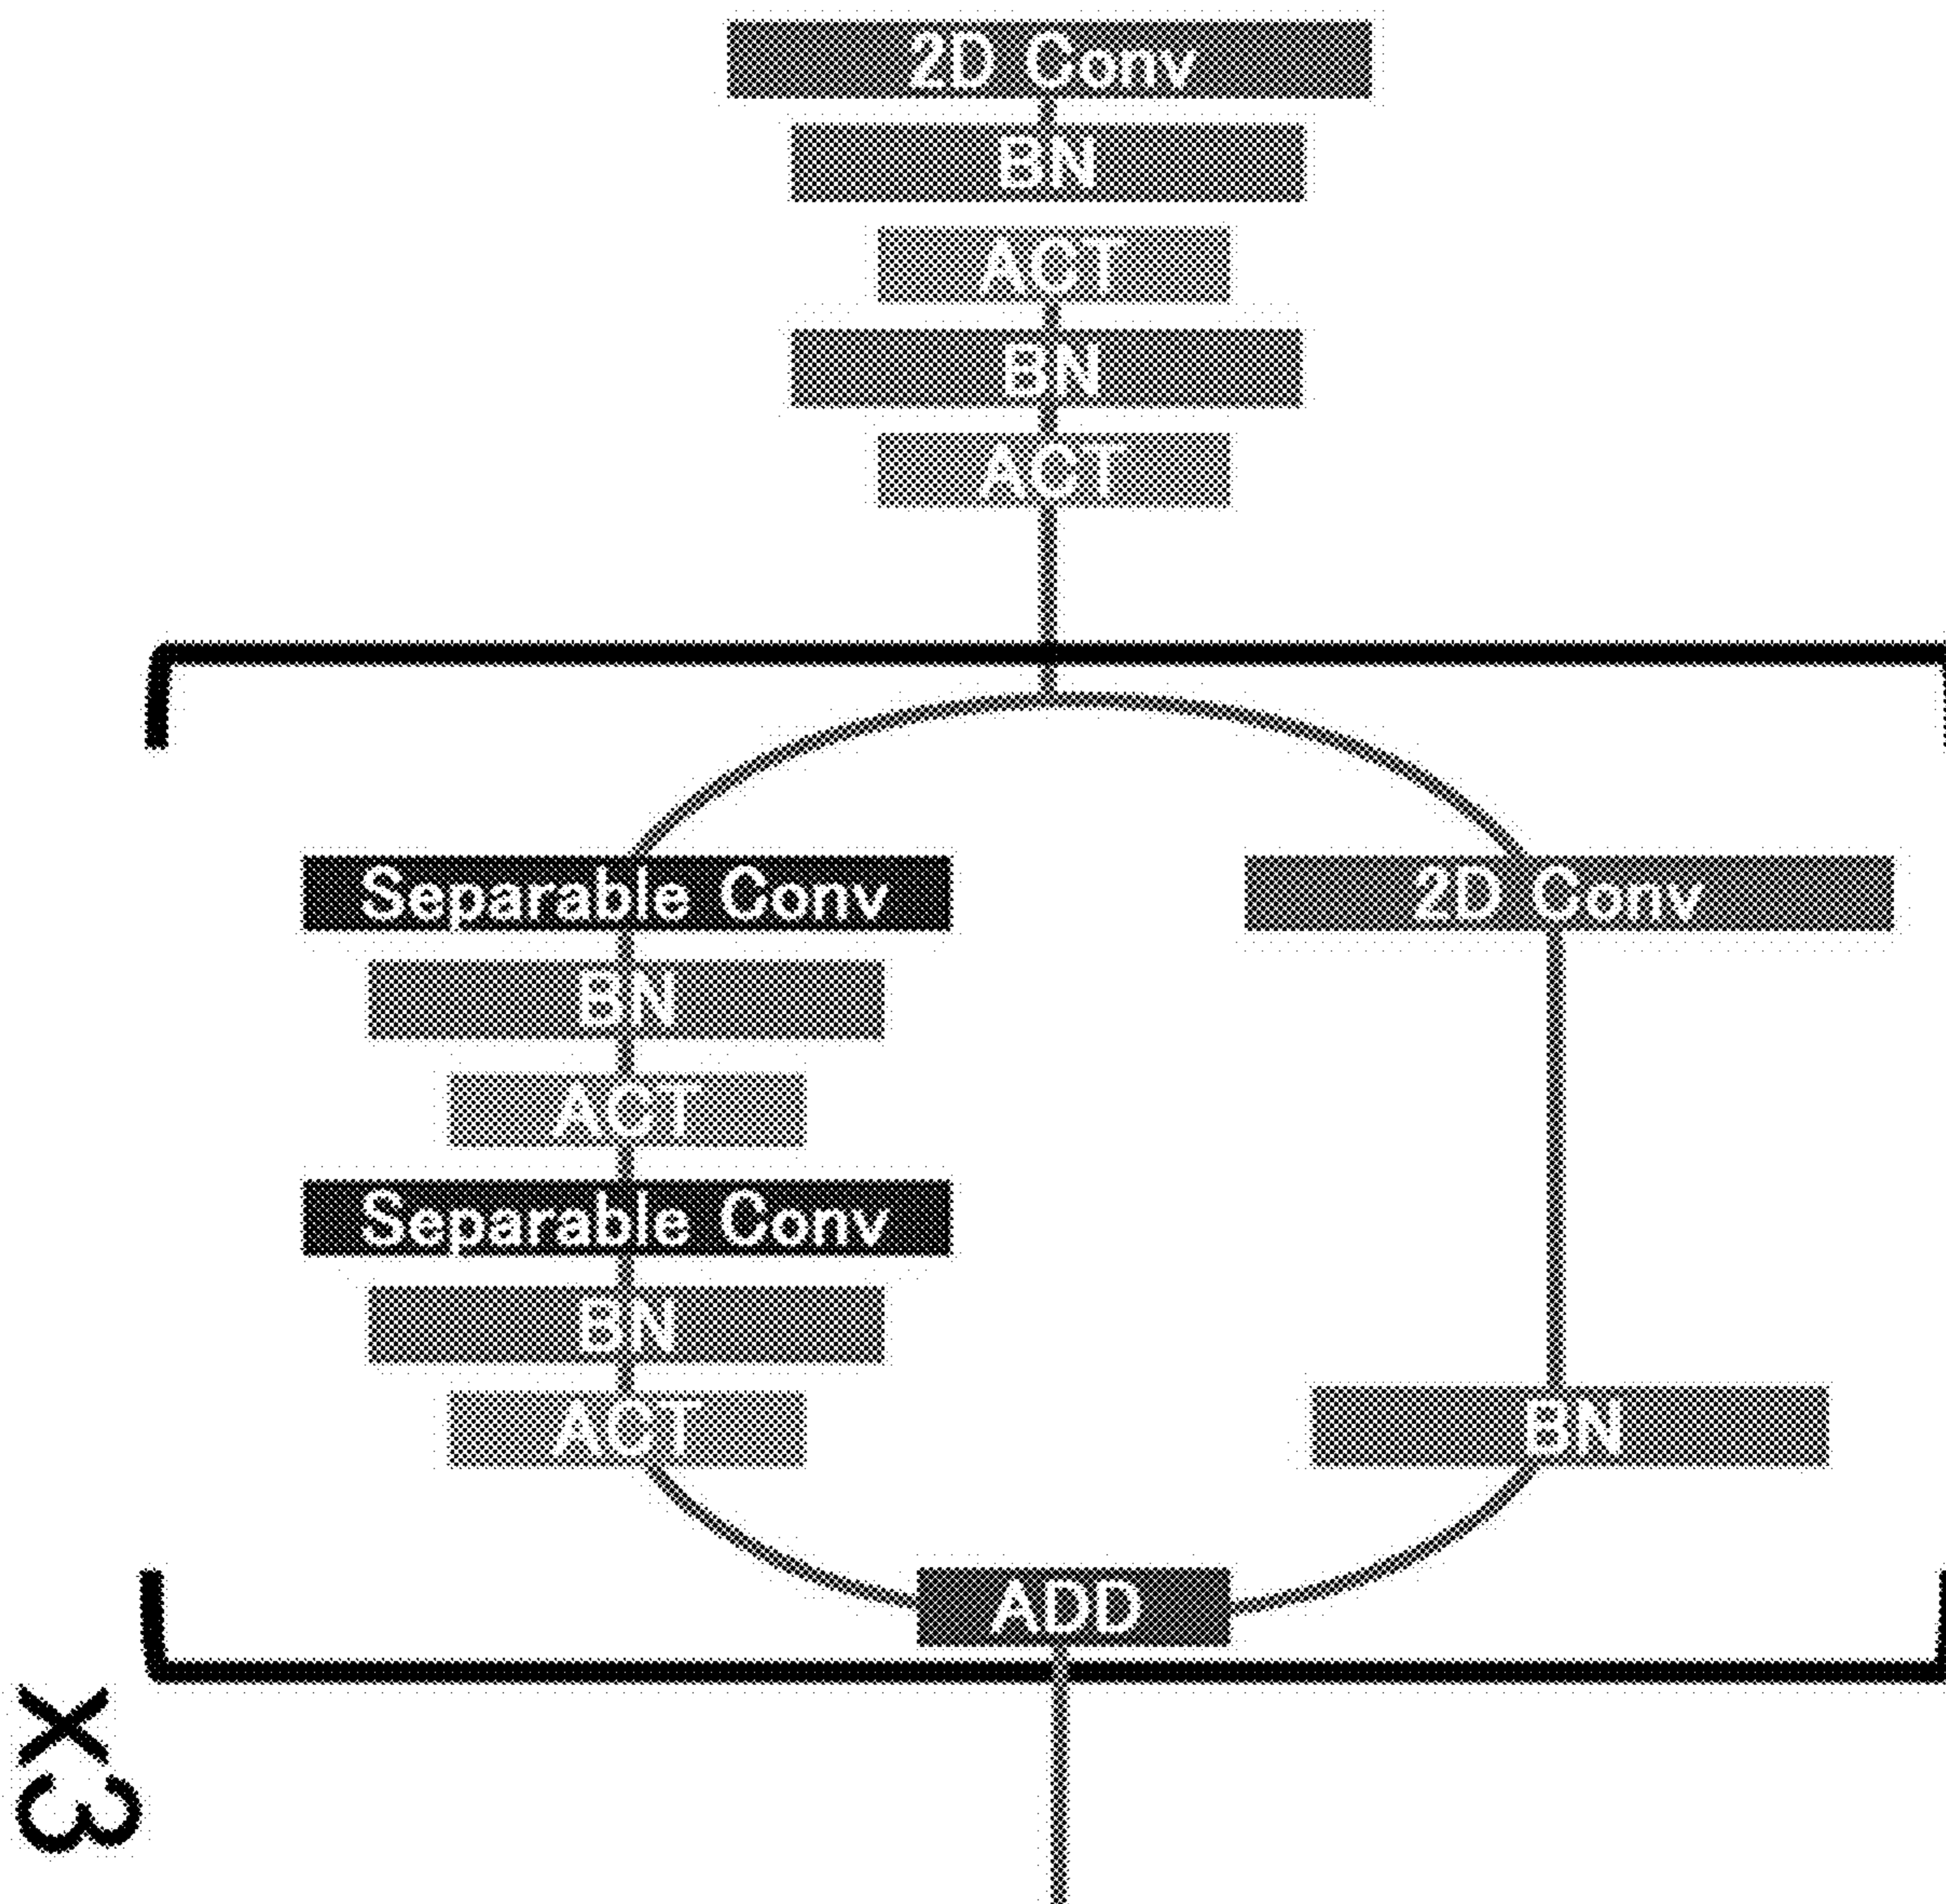 2D Conv
BN
ACT
BN
ACT
Separable Conv
2D Conv
BN
ACT
Separable Conv
BN
ACT
BN
ADD
X3